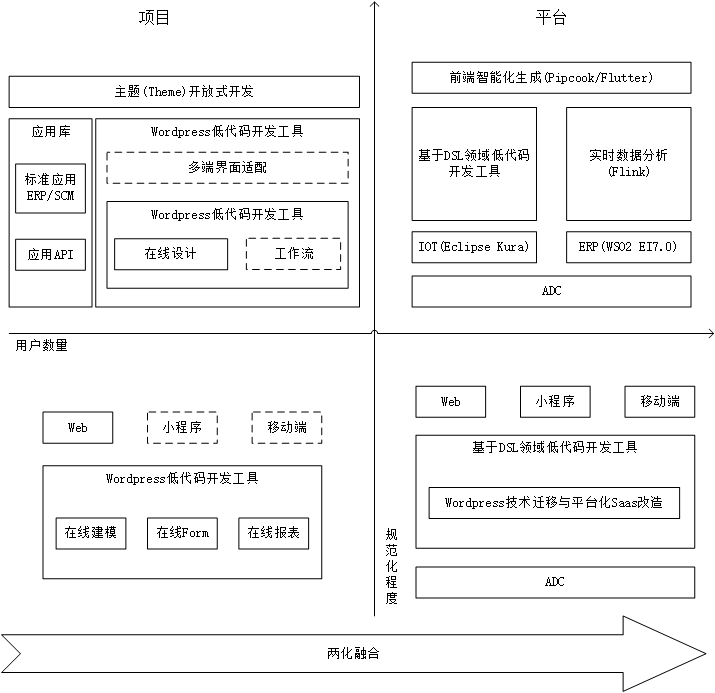 项目
平台
主题(Theme)开放式开发
应用库
标准应用
ERP/SCM
应用API
Wordpress低代码开发工具
多端界面适配
Wordpress低代码开发工具
在线设计
工作流
前端智能化生成(Pipcook/Flutter)
基于DSL领域低代码
开发工具
实时数据分析
(Flink)
IOT(Eclipse Kura)
ERP(WSO2 EI7.0)
ADC
用户数量
Web
小程序
移动端
Wordpress低代码开发工具
在线建模
在线Form
在线报表
规范化程度
Web
小程序
移动端
基于DSL领域低代码开发工具
Wordpress技术迁移与平台化Saas改造
ADC
两化融合